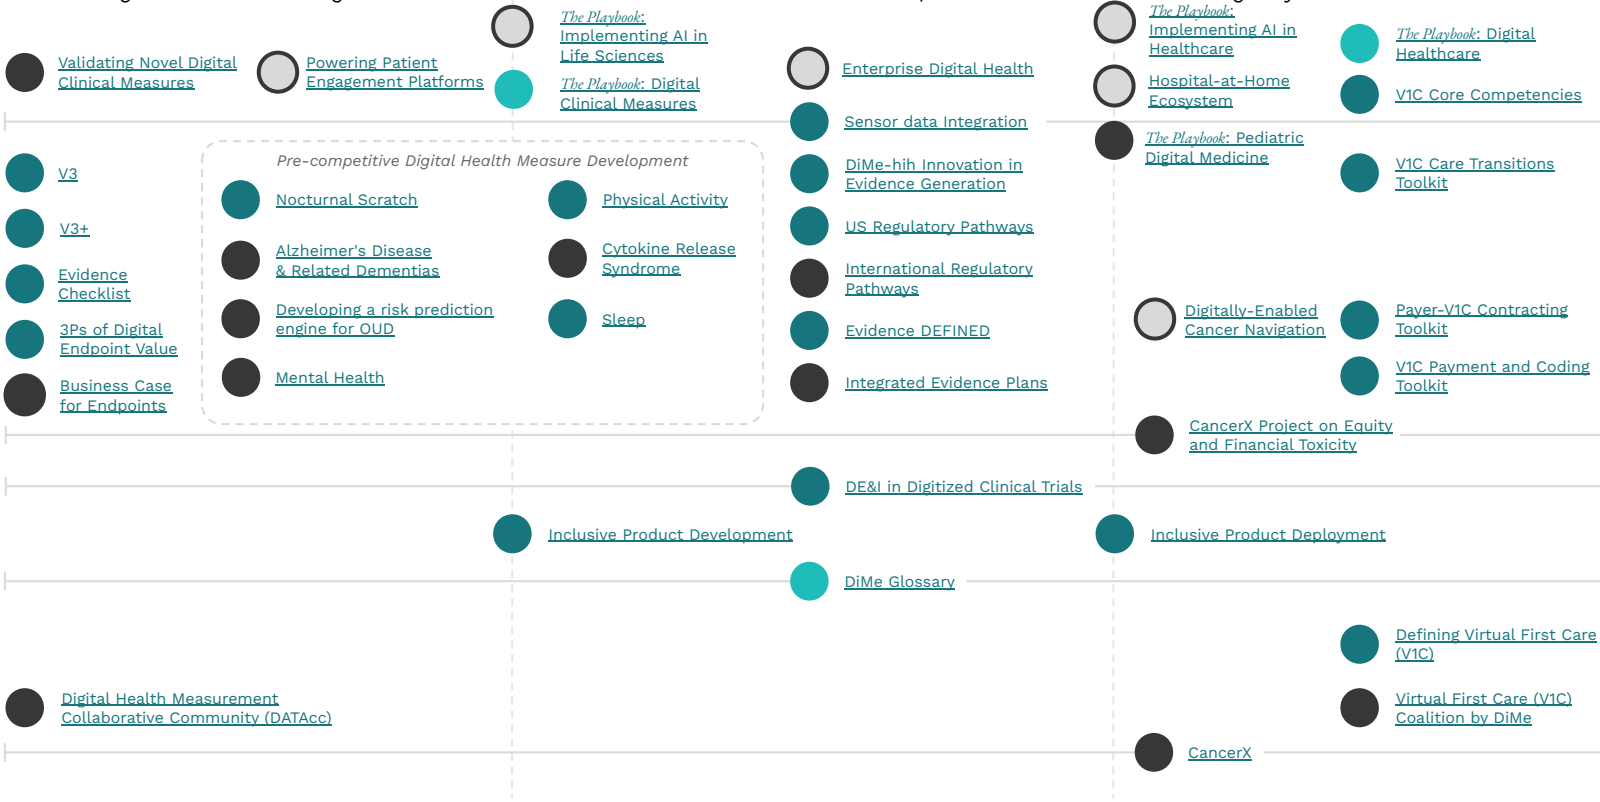 The Playbook:
Implementing AI in
Life Sciences
The Playbook:
Implementing AI in
Healthcare
The Playbook: Digital
Healthcare
Validating Novel Digital
Clinical Measures
Powering Patient
Engagement Platforms
The Playbook: Digital
Clinical Measures
Enterprise Digital Health
Hospital-at-Home
Ecosystem
V1C Core Competencies
Sensor data Integration
The Playbook: Pediatric
Digital Medicine
V1C Care Transitions
Toolkit
V3
V3+
Evidence
Checklist
3Ps of Digital
Endpoint Value
Business Case
for Endpoints
Pre-competitive Digital Health Measure Development
Nocturnal Scratch
Alzheimer's Disease
& Related Dementias
Developing a risk prediction
engine for OUD
Mental Health
Physical Activity
Cytokine Release
Syndrome
Sleep
DiMe-hih Innovation in
Evidence Generation
US Regulatory Pathways
International Regulatory
Pathways
Evidence DEFINED
Integrated Evidence Plans
Digitally-Enabled
Cancer Navigation
Payer-V1C Contracting
Toolkit
V1C Payment and Coding
Toolkit
CancerX Project on Equity
and Financial Toxicity
DE&I in Digitized Clinical Trials
Inclusive Product Development
Inclusive Product Deployment
DiMe Glossary
Defining Virtual First Care
(V1C)
Digital Health Measurement
Collaborative Community (DATAcc)
Virtual First Care (V1C)
Coalition by DiMe
CancerX